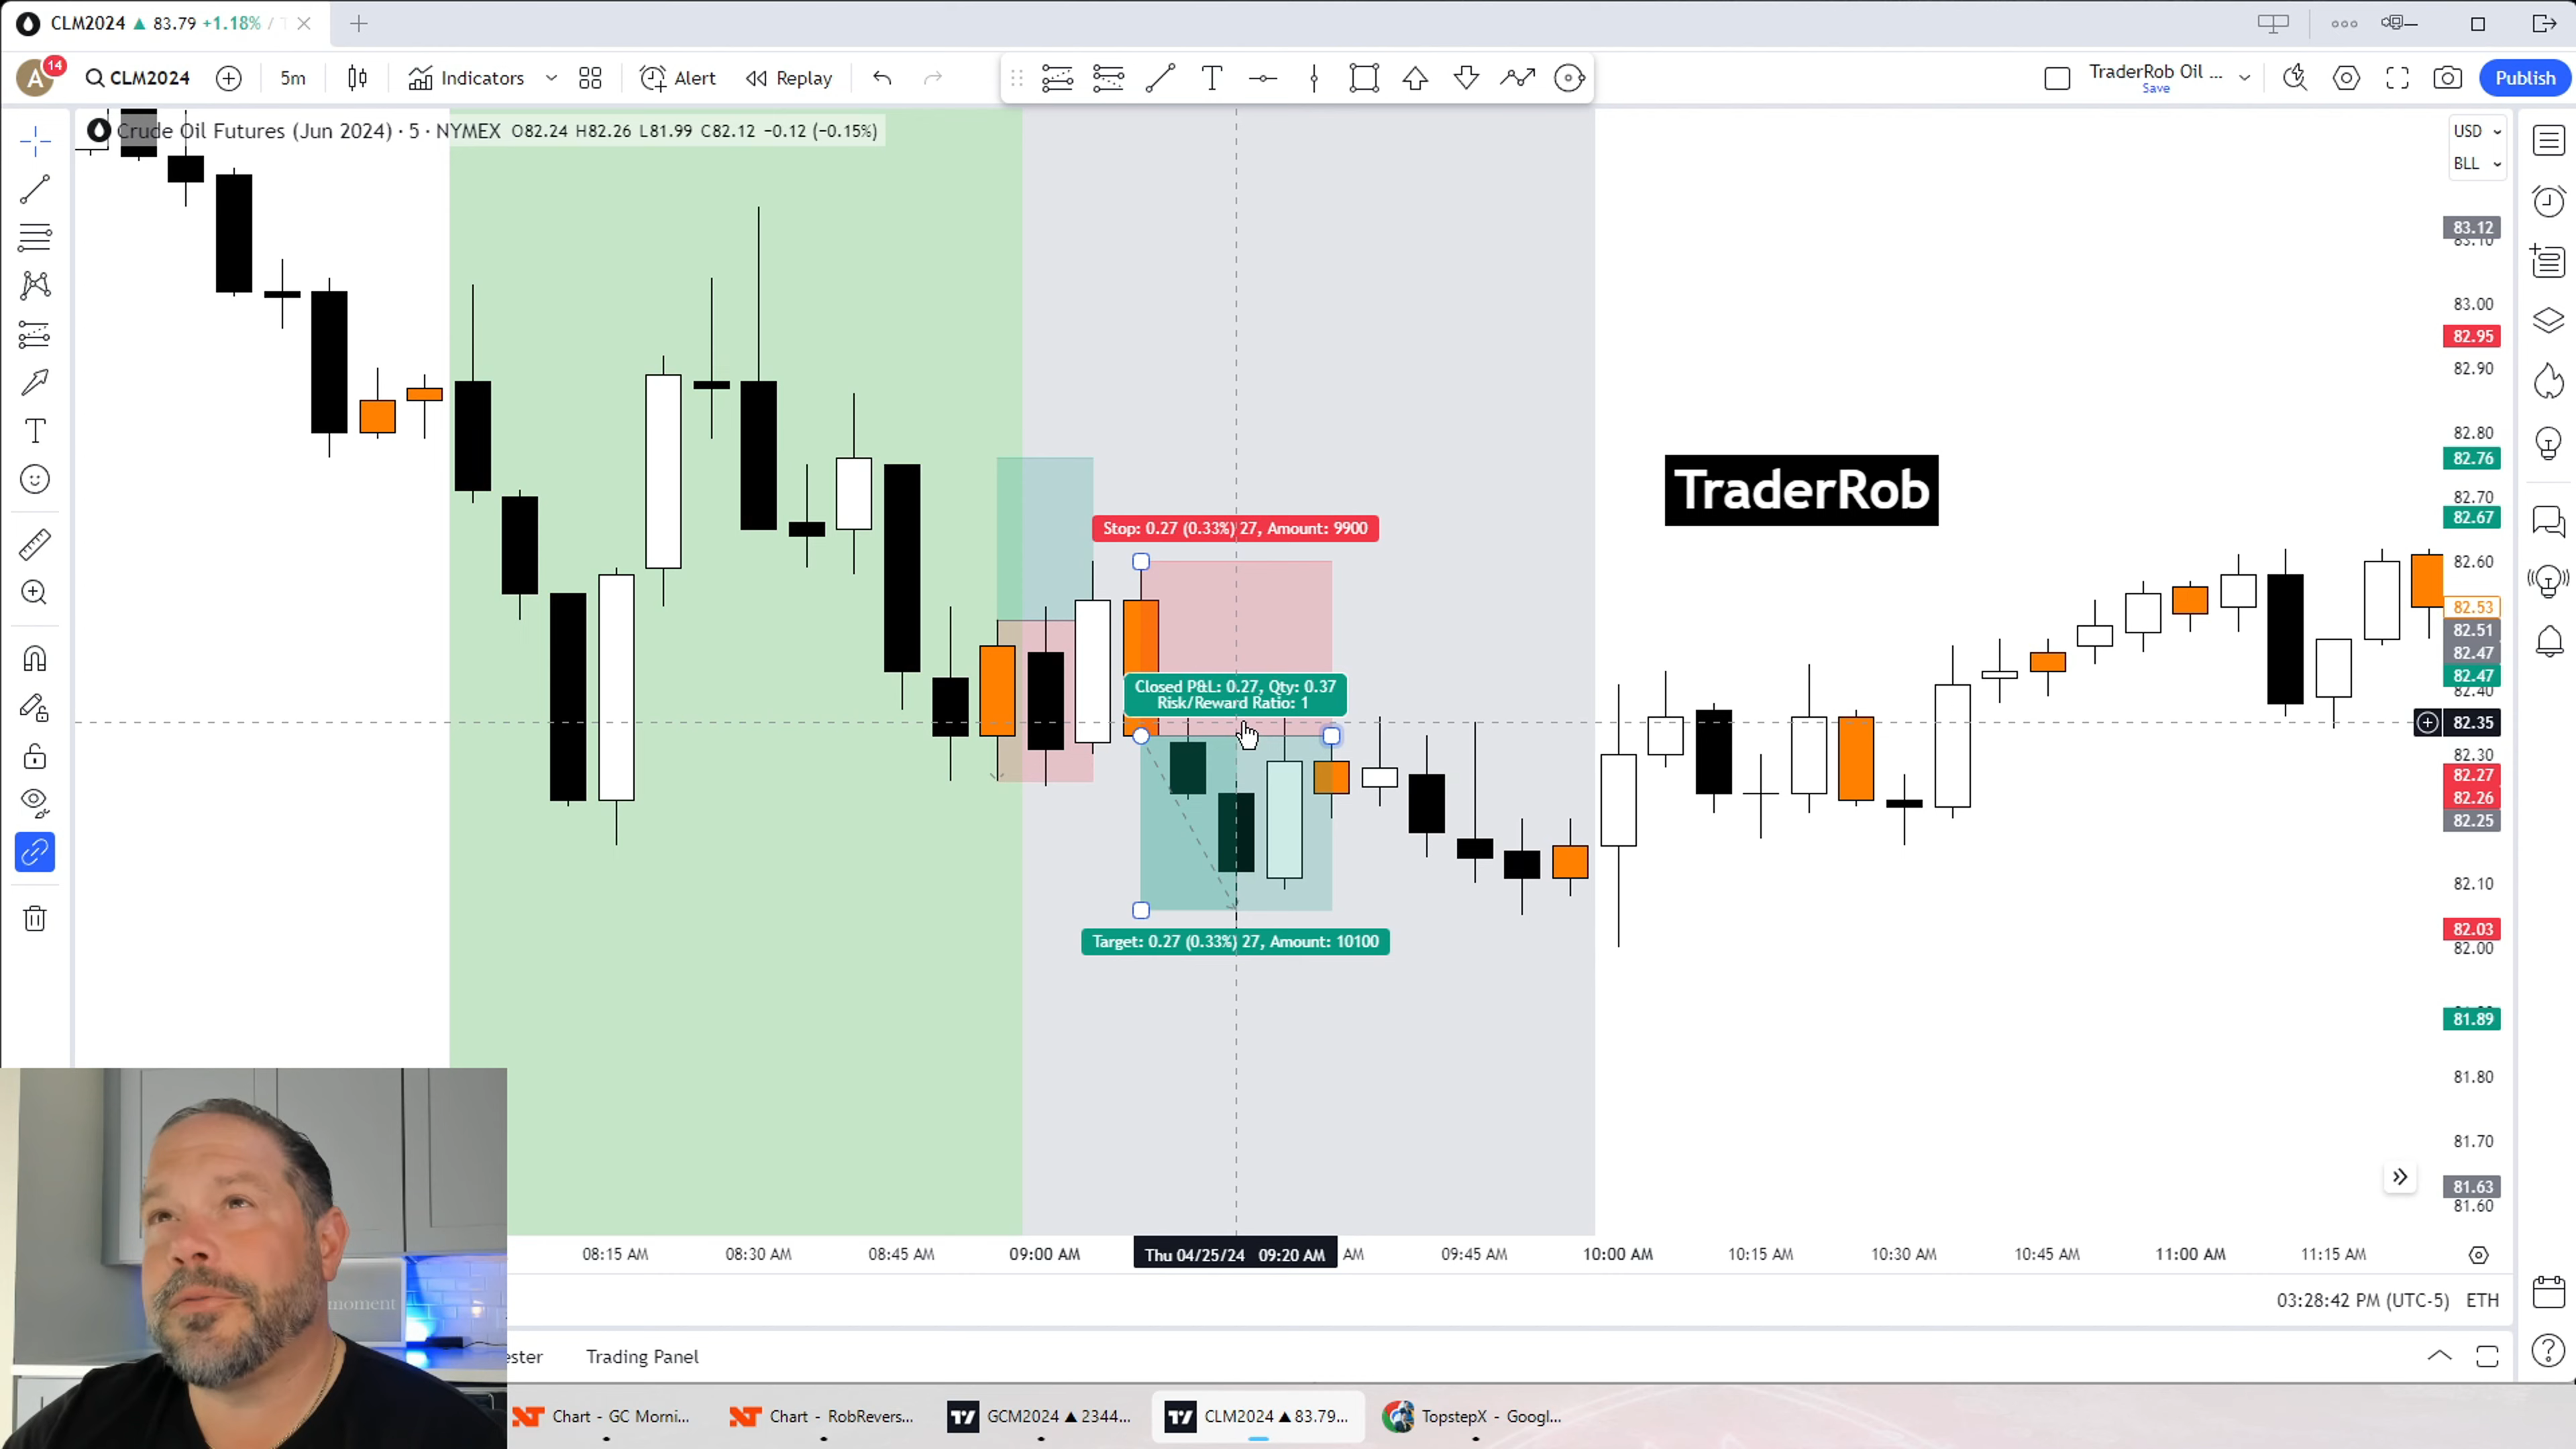 CLM2024 ▲ 83.79 +1.18% /
A 14 CLM2024 5m Indicators Alert Replay TraderRob Oil ... Save Publish
Crude Oil Futures (Jun 2024) · 5 · NYMEX O82.24 H82.26 L81.99 C82.12 −0.12 (−0.15%)
USD
BLL
83.12
83.10
83.00
82.95
82.90
82.80
82.76
82.70
82.67
82.60
82.53
82.51
82.47
82.47
82.40
82.35
82.30
82.27
82.26
82.25
82.10
82.03
82.00
81.89
81.80
81.70
81.63
81.60
TraderRob
Stop: 0.27 (0.33%) 27, Amount: 9900
Closed P&L: 0.27, Qty: 0.37
Risk/Reward Ratio: 1
Target: 0.27 (0.33%) 27, Amount: 10100
08:15 AM 08:30 AM 08:45 AM 09:00 AM Thu 04/25/24 09:20 AM AM 09:45 AM 10:00 AM 10:15 AM 10:30 AM 10:45 AM 11:00 AM 11:15 AM
03:28:42 PM (UTC-5) ETH
moment
ester Trading Panel
Chart - GC Morni... Chart - RobRevers... GCM2024 ▲ 2344... CLM2024 ▲ 83.79... TopstepX - Googl...